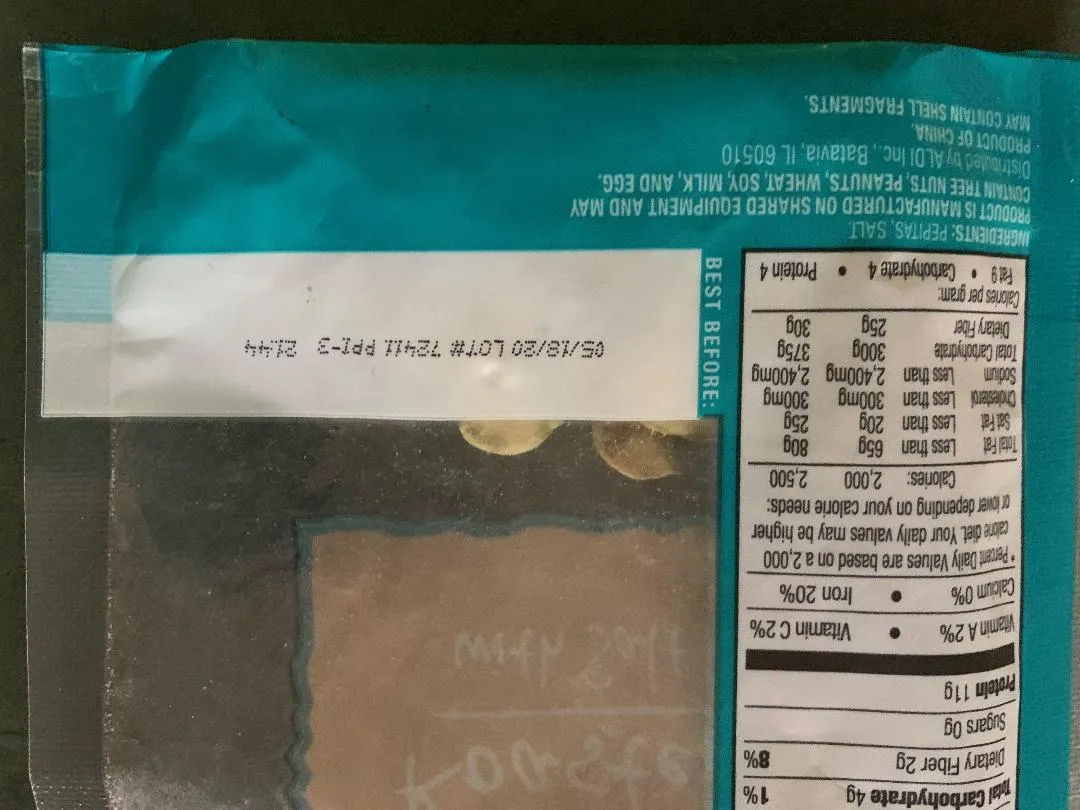 Total Carbohydrate 4g 1%
Dietary Fiber 2g 8%
Sugars 0g
Protein 11g
Vitamin A 2% • Vitamin C 2%
Calcium 0% • Iron 20%
* Percent Daily Values are based on a 2,000
calorie diet. Your daily values may be higher
or lower depending on your calorie needs:
Calories: 2,000 2,500
Total Fat Less than 65g 80g
Sat Fat Less than 20g 25g
Cholesterol Less than 300mg 300mg
Sodium Less than 2,400mg 2,400mg
Total Carbohydrate 300g 375g
Dietary Fiber 25g 30g
Calories per gram:
Fat 9 • Carbohydrate 4 • Protein 4
BEST BEFORE:
05/18/20 LOT# 72411 PP1-3 21:44
INGREDIENTS: PEPITAS, SALT
PRODUCT IS MANUFACTURED ON SHARED EQUIPMENT AND MAY
CONTAIN TREE NUTS, PEANUTS, WHEAT, SOY, MILK, AND EGG.
Distributed by ALDI Inc., Batavia, IL 60510
PRODUCT OF CHINA.
MAY CONTAIN SHELL FRAGMENTS.